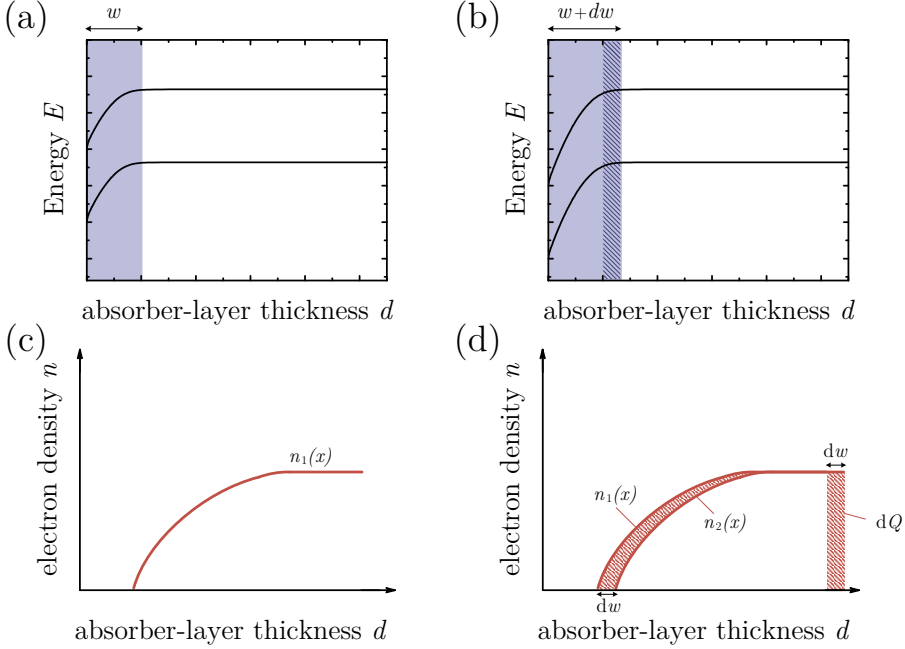 (a)
w
Energy E
absorber-layer thickness d
(b)
w+dw
Energy E
absorber-layer thickness d
(c)
electron density n
n₁(x)
absorber-layer thickness d
(d)
electron density n
n₁(x)
n₂(x)
dw
dQ
dw
absorber-layer thickness d